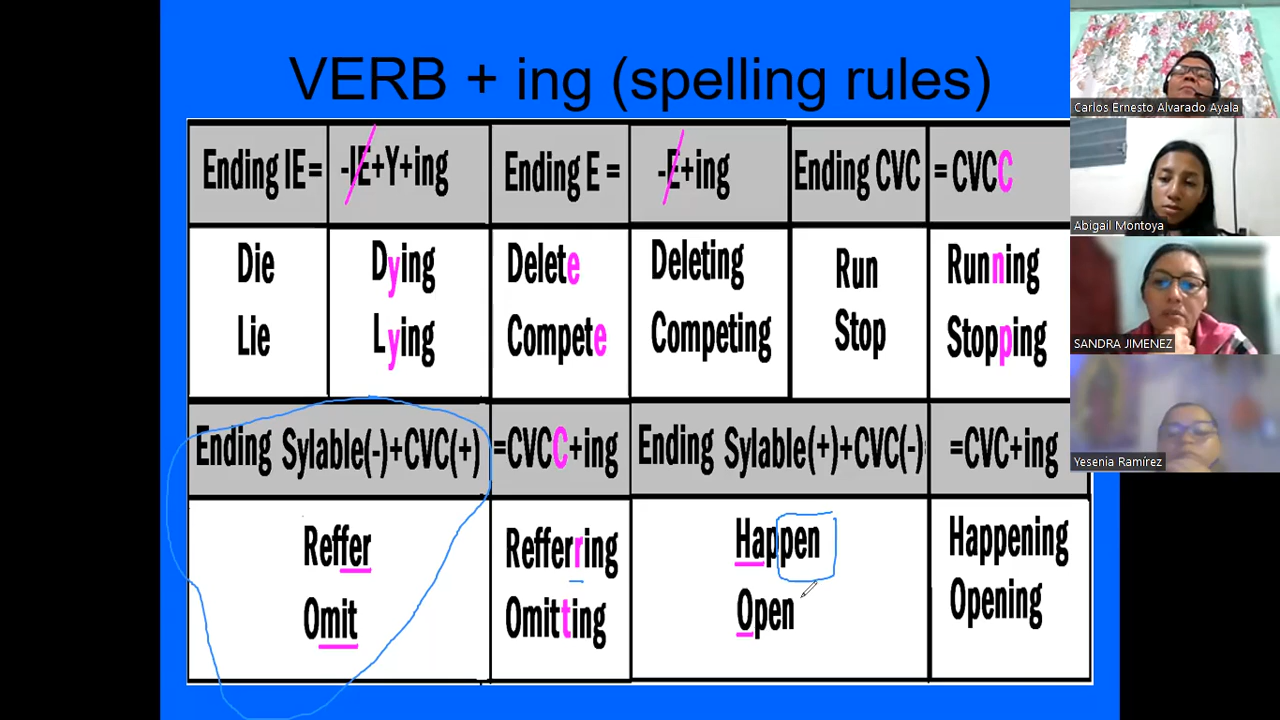 VERB + ing (spelling rules)
Ending IE= -IE+Y+ing Ending E = -E+ing Ending CVC = CVCC
Die Dying Delete Deleting Run Running
Lie Lying Compete Competing Stop Stopping
Ending Sylable(-)+CVC(+) =CVCC+ing Ending Sylable(+)+CVC(-) =CVC+ing
Reffer Refferring Happen Happening
Omit Omitting Open Opening
Carlos Ernesto Alvarado Ayala
Abigail Montoya
SANDRA JIMENEZ
Yesenia Ramírez